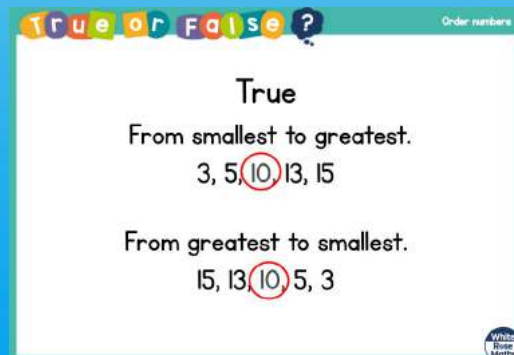 True or False ?
Order numbers
True
From smallest to greatest.
3, 5, 10, 13, 15
From greatest to smallest.
15, 13, 10, 5, 3
White
Rose
Maths